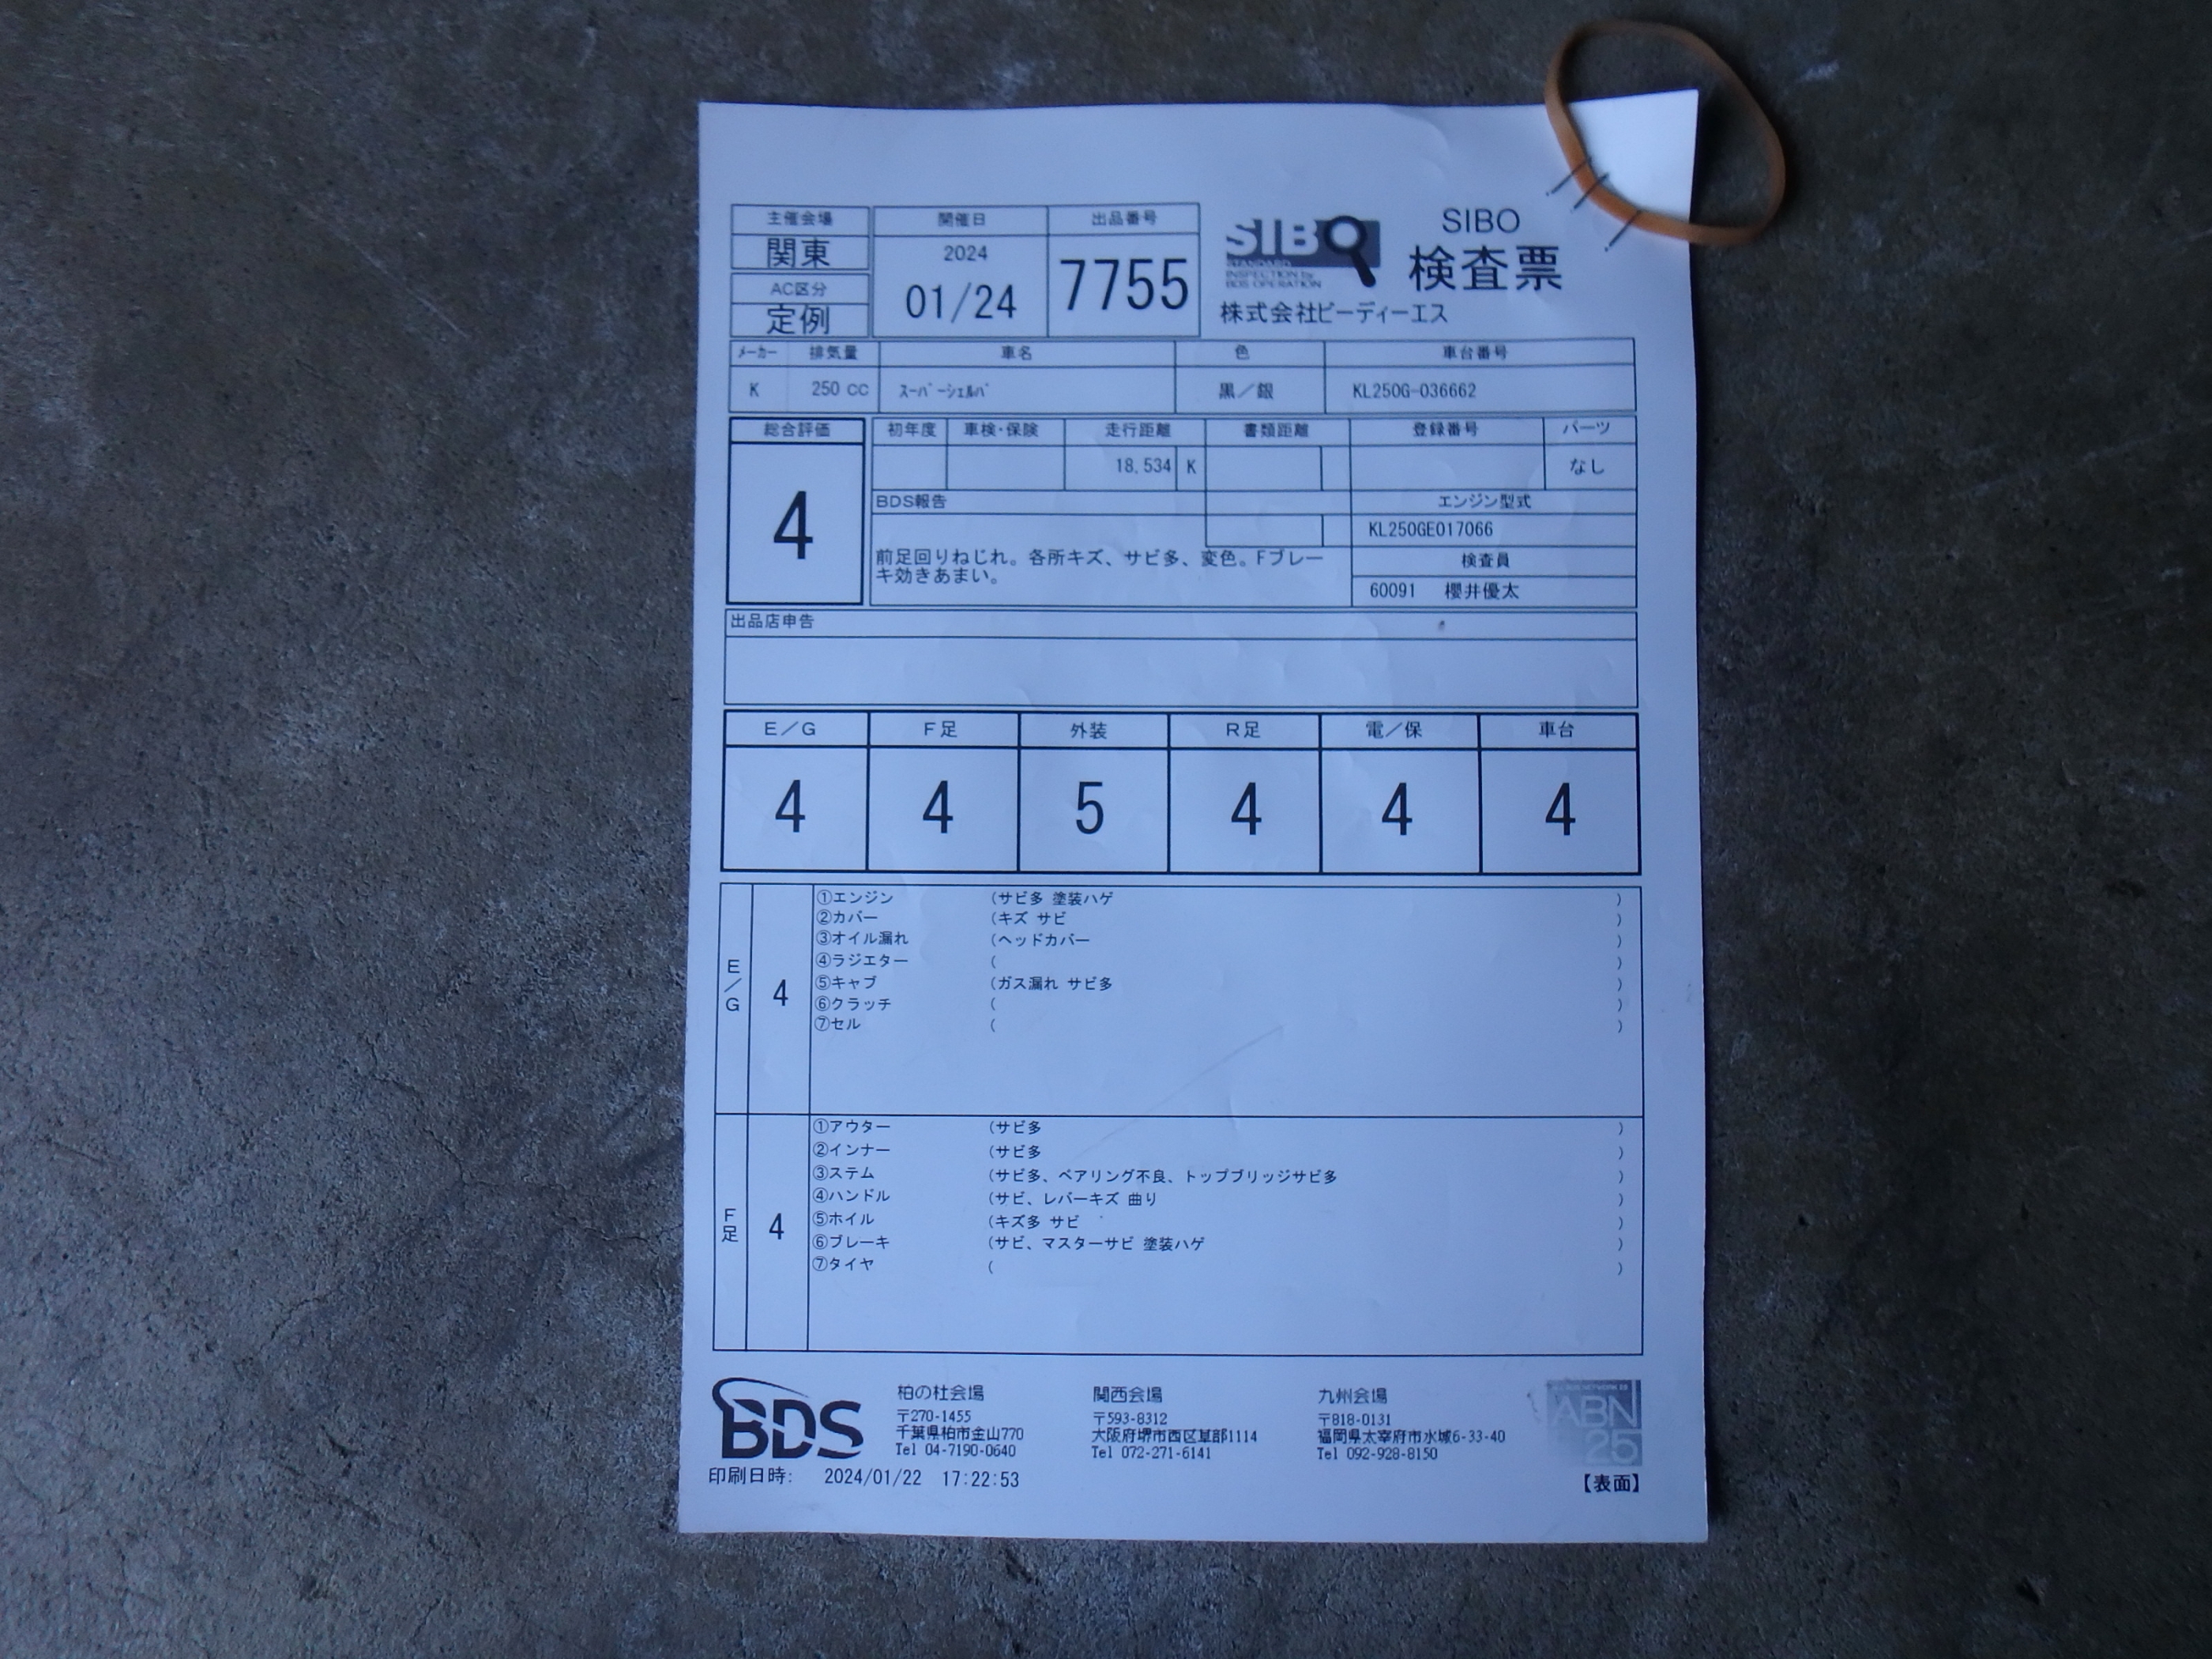 主催会場
関東
AC区分
定例
開催日
2024
01/24
出品番号
7755
SIBO
STANDARD
INSPECTION by
BDS OPERATION
SIBO
検査票
株式会社ビーディーエス
メーカー 排気量 車名 色 車台番号
K 250 cc スーパーシェルパ 黒／銀 KL250G-036662
総合評価
4
初年度 車検・保険 走行距離 書類距離 登録番号 パーツ
18,534 K なし
BDS報告
前足回りねじれ。各所キズ、サビ多、変色。Fブレー
キ効きあまい。
エンジン型式
KL250GE017066
検査員
60091 櫻井優太
出品店申告
E／G F足 外装 R足 電／保 車台
4 4 5 4 4 4
E／G
4
①エンジン (サビ多 塗装ハゲ )
②カバー (キズ サビ )
③オイル漏れ (ヘッドカバー )
④ラジエター ( )
⑤キャブ (ガス漏れ サビ多 )
⑥クラッチ ( )
⑦セル ( )
F足
4
①アウター (サビ多 )
②インナー (サビ多 )
③ステム (サビ多、ベアリング不良、トップブリッジサビ多 )
④ハンドル (サビ、レバーキズ 曲り )
⑤ホイル (キズ多 サビ )
⑥ブレーキ (サビ、マスターサビ 塗装ハゲ )
⑦タイヤ ( )
BDS
柏の杜会場
〒270-1455
千葉県柏市金山770
Tel 04-7190-0640
関西会場
〒593-8312
大阪府堺市西区草部1114
Tel 072-271-6141
九州会場
〒818-0131
福岡県太宰府市水城6-33-40
Tel 092-928-8150
ABN
25
印刷日時: 2024/01/22 17:22:53
【表面】